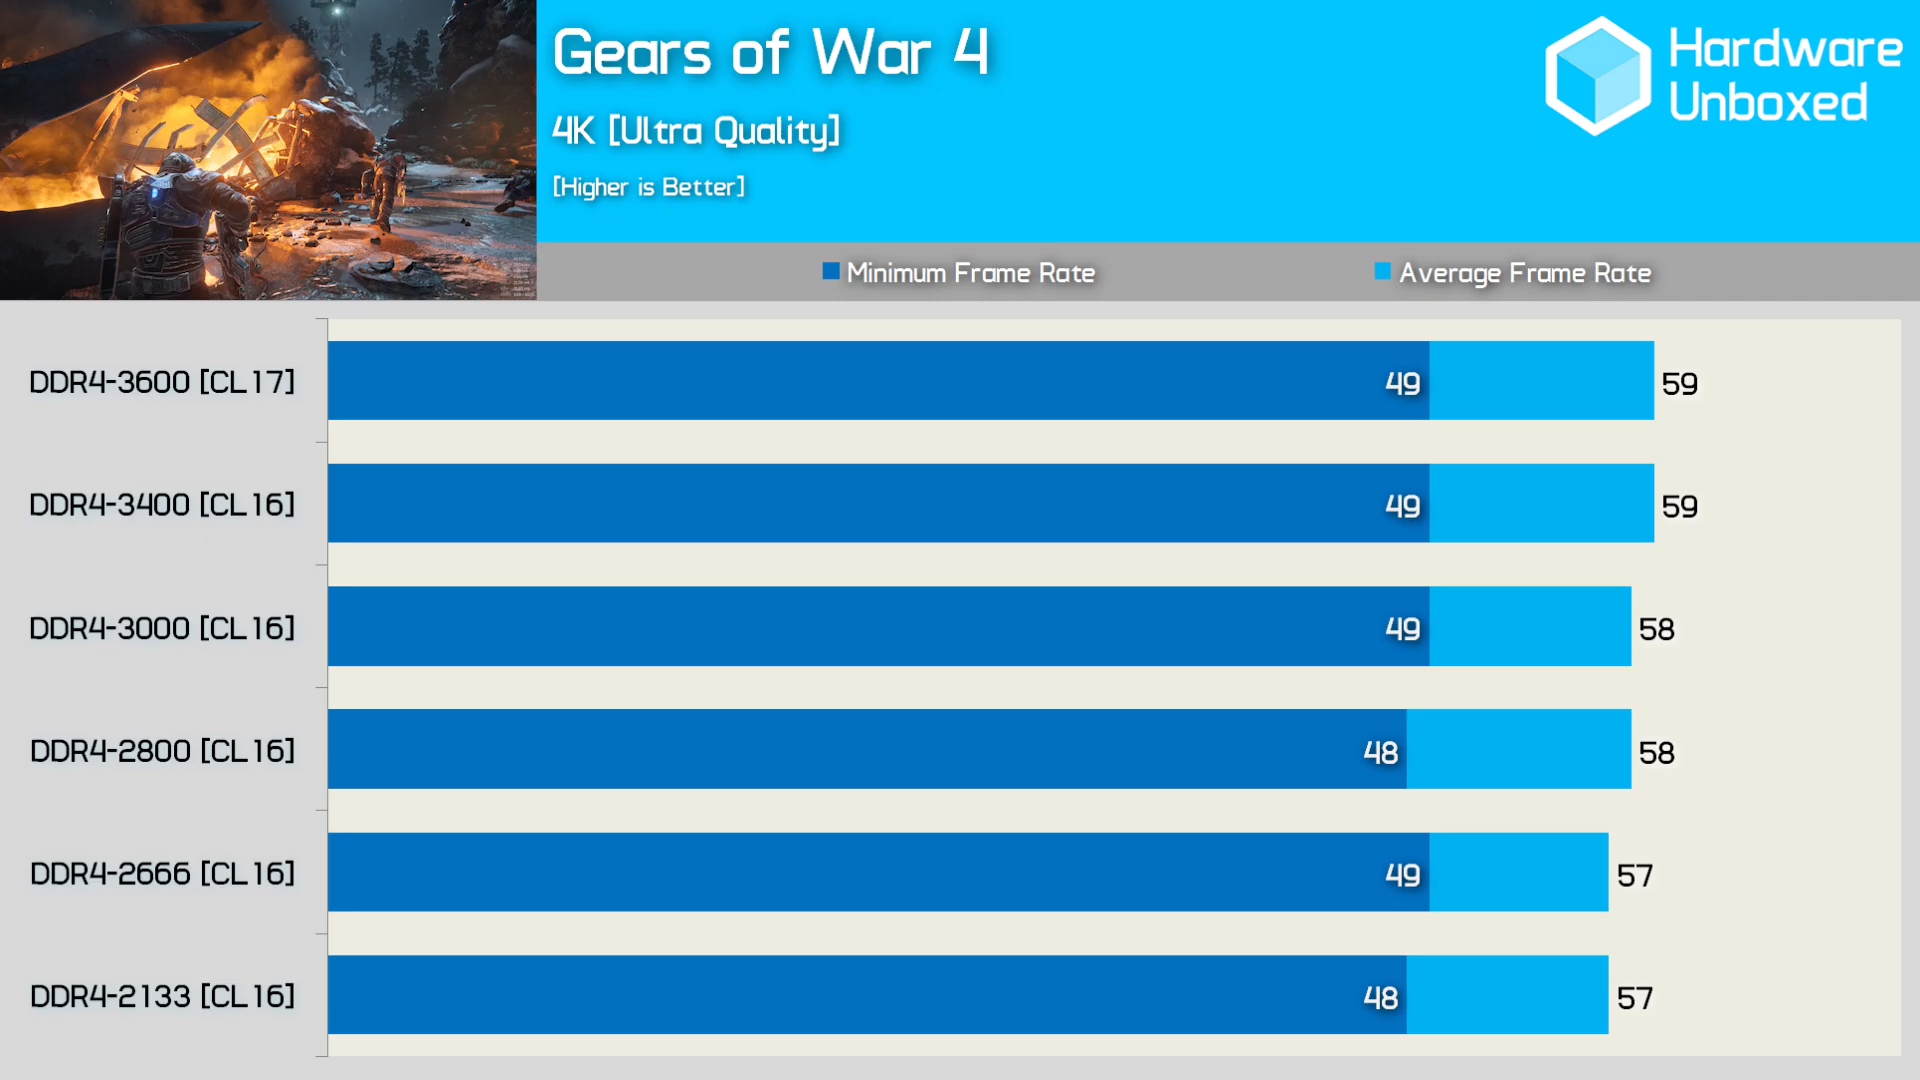 Gears of War 4
4K [Ultra Quality]
[Higher is Better]
Hardware
Unboxed
Minimum Frame Rate
Average Frame Rate
DDR4-3600 [CL17]
49
59
DDR4-3400 [CL16]
49
59
DDR4-3000 [CL16]
49
58
DDR4-2800 [CL16]
48
58
DDR4-2666 [CL16]
49
57
DDR4-2133 [CL16]
48
57